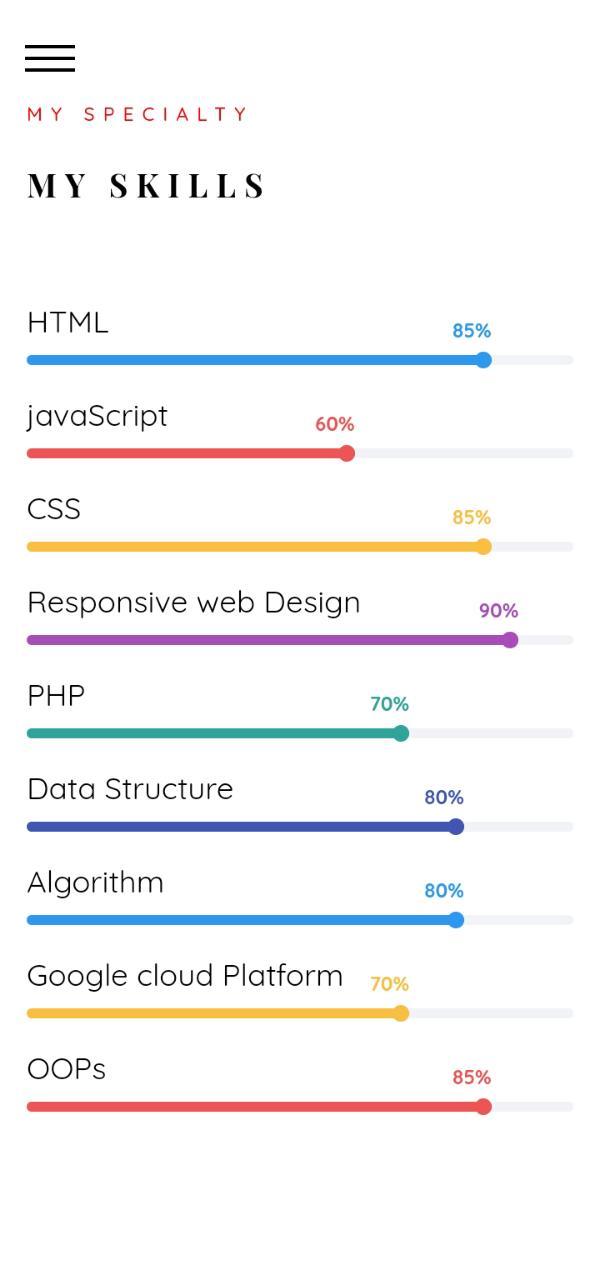 MY SPECIALTY
MY SKILLS
HTML
85%
javaScript
60%
CSS
85%
Responsive web Design
90%
PHP
70%
Data Structure
80%
Algorithm
80%
Google cloud Platform
70%
OOPs
85%